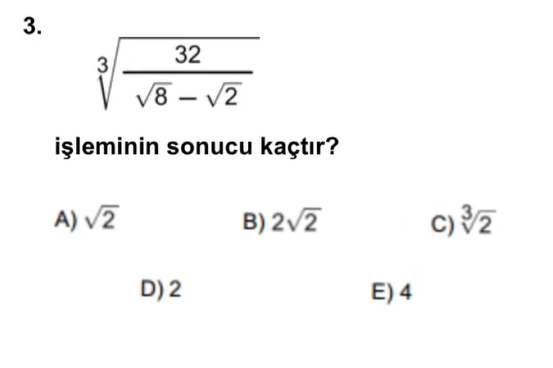 3.
∛(32 / (√8 − √2))
işleminin sonucu kaçtır?
A) √2 B) 2√2 C) ∛2
D) 2 E) 4